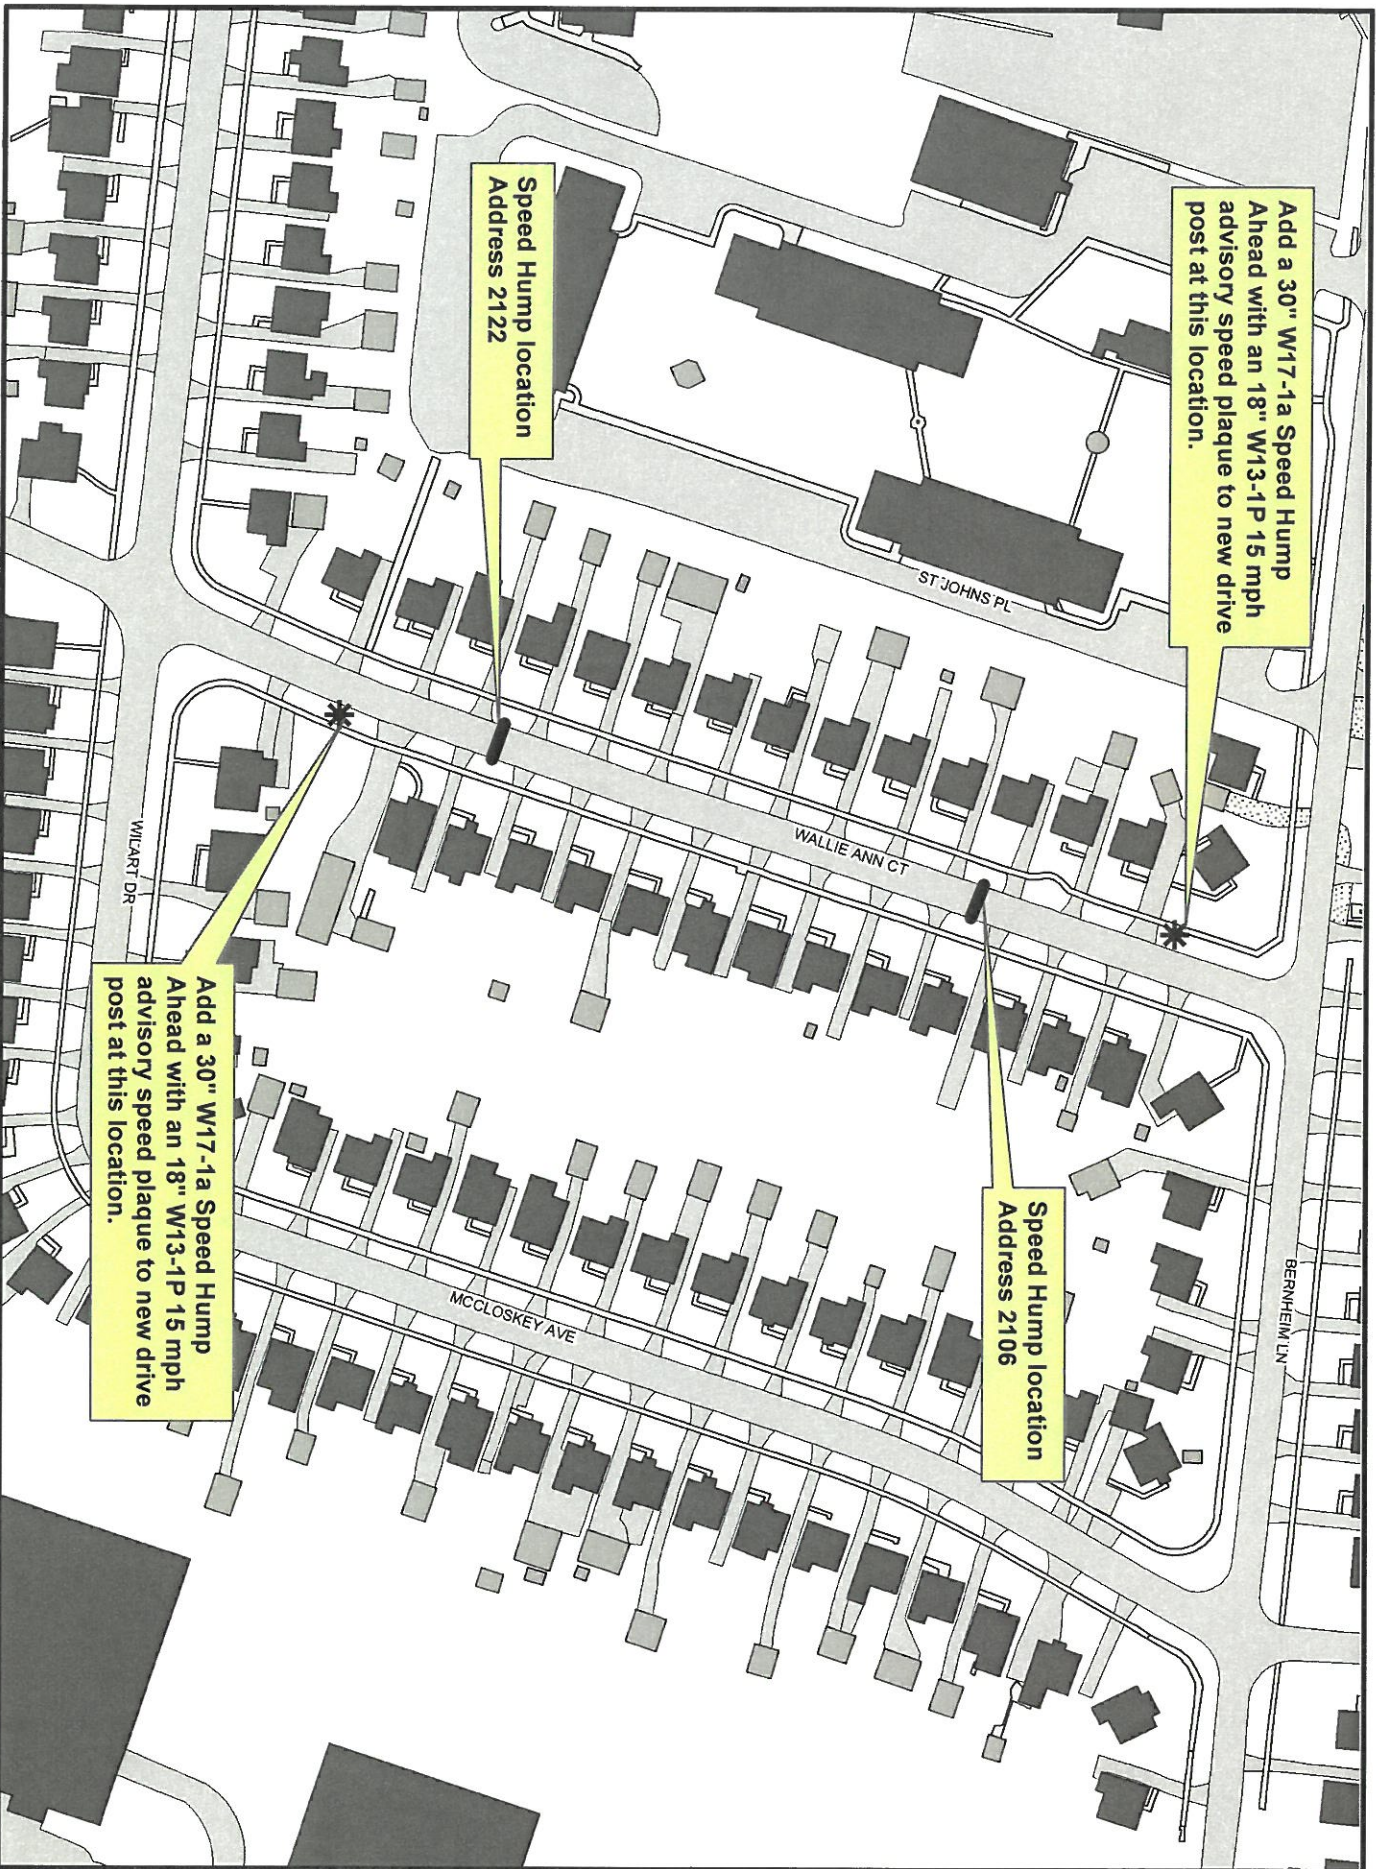 Add a 30" W17-1a Speed Hump
Ahead with an 18" W13-1P 15 mph
advisory speed plaque to new drive
post at this location.
Speed Hump location
Address 2122
ST JOHNS PL
WALLIE ANN CT
WILART DR
BERNHEIM LN
MCCLOSKEY AVE
Speed Hump location
Address 2106
Add a 30" W17-1a Speed Hump
Ahead with an 18" W13-1P 15 mph
advisory speed plaque to new drive
post at this location.